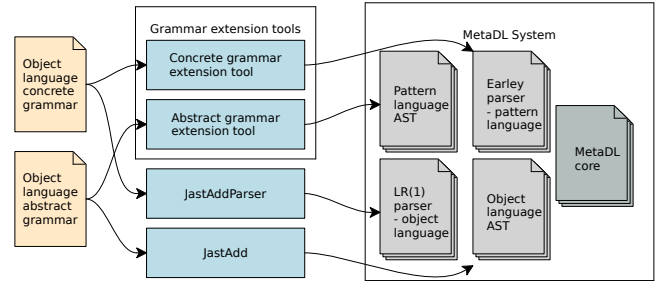 Grammar extension tools
MetaDL System
Object
language
concrete
grammar
Concrete grammar
extension tool
Pattern
language
AST
Earley
parser
- pattern
language
Abstract grammar
extension tool
MetaDL
core
Object
language
abstract
grammar
JastAddParser
LR(1)
parser
- object
language
Object
language
AST
JastAdd